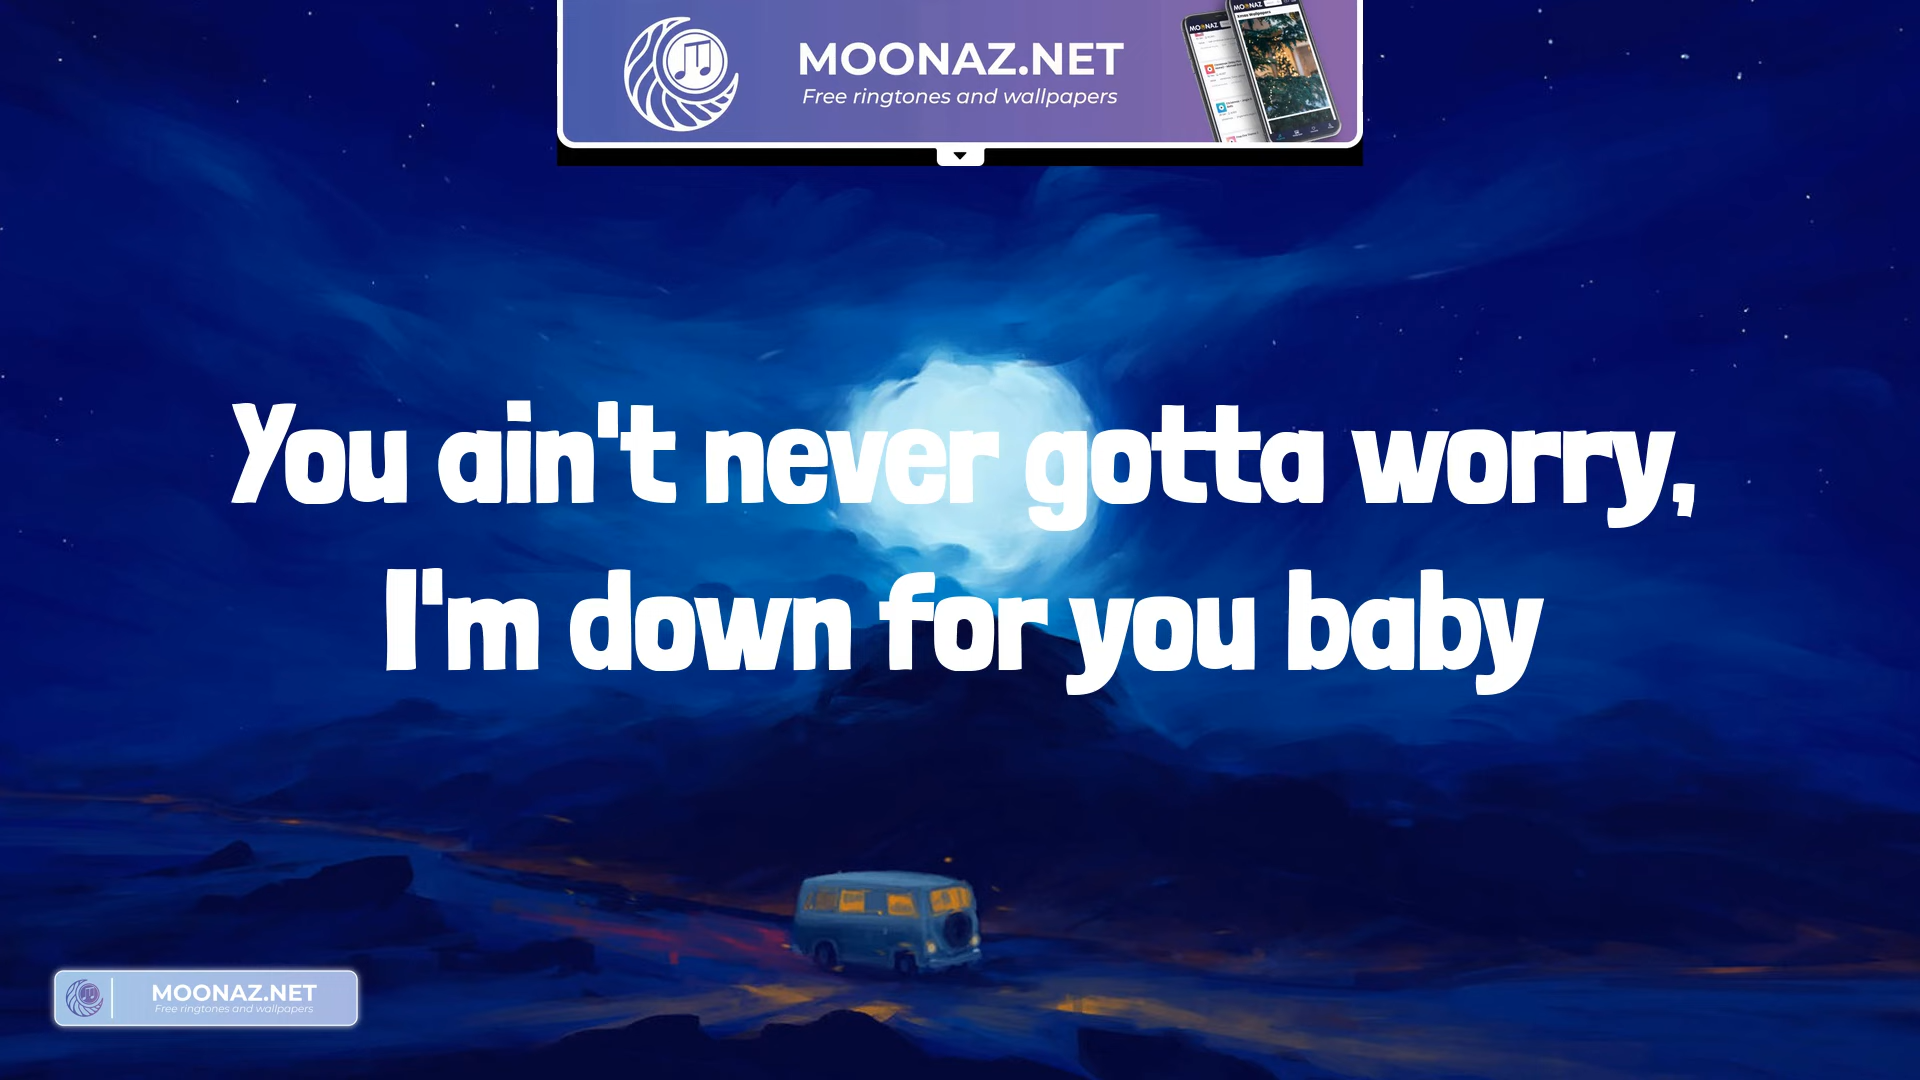 MOONAZ.NET
Free ringtones and wallpapers
You ain't never gotta worry,
I'm down for you baby
MOONAZ.NET
Free ringtones and wallpapers